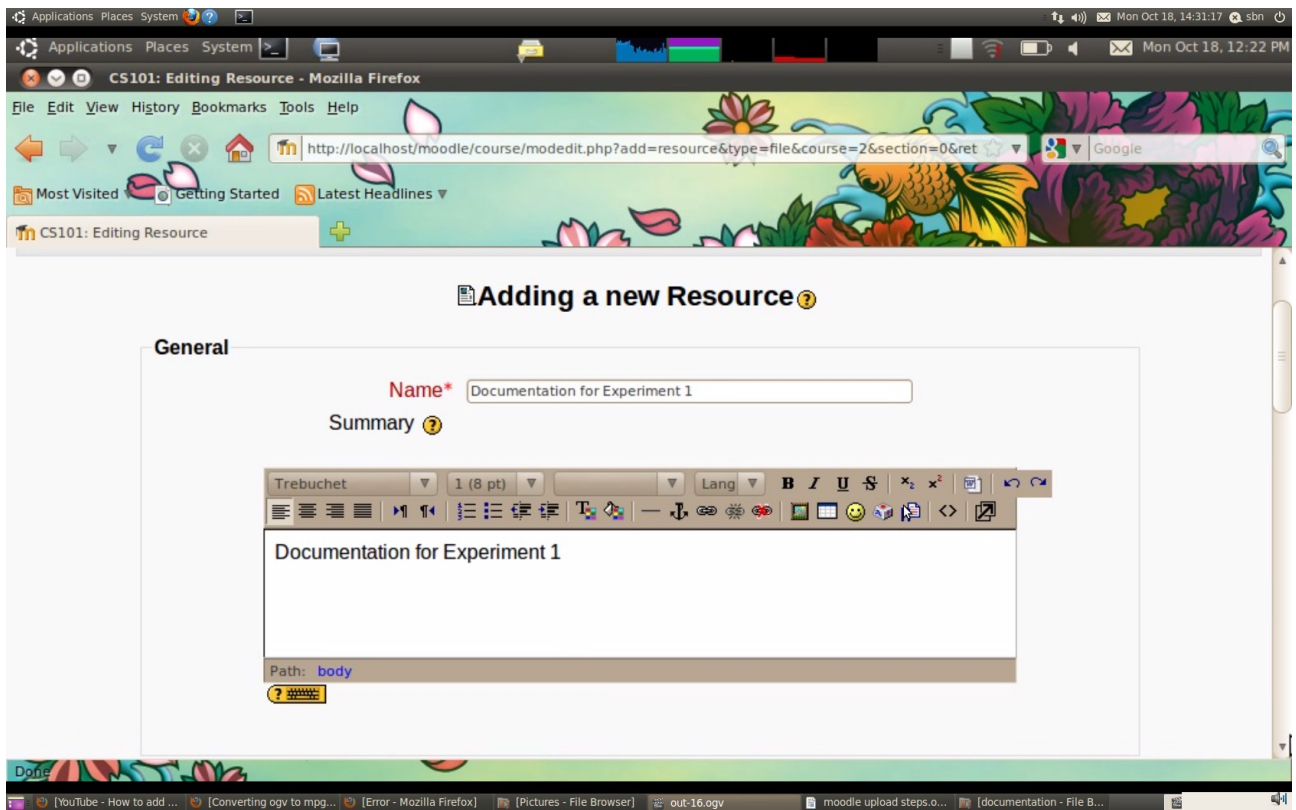 Applications Places System
Mon Oct 18, 14:31:17 sbn
Applications Places System
Mon Oct 18, 12:22 PM
CS101: Editing Resource - Mozilla Firefox
File Edit View History Bookmarks Tools Help
http://localhost/moodle/course/modedit.php?add=resource&type=file&course=2&section=0&ret
Google
Most Visited Getting Started Latest Headlines
CS101: Editing Resource
Adding a new Resource
General
Name* Documentation for Experiment 1
Summary
Trebuchet 1 (8 pt) Lang B I U S x2 x2
Documentation for Experiment 1
Path: body
Done
[YouTube - How to add ... [Converting ogv to mpg... [Error - Mozilla Firefox] [Pictures - File Browser] out-16.ogv moodle upload steps.o... [documentation - File B...